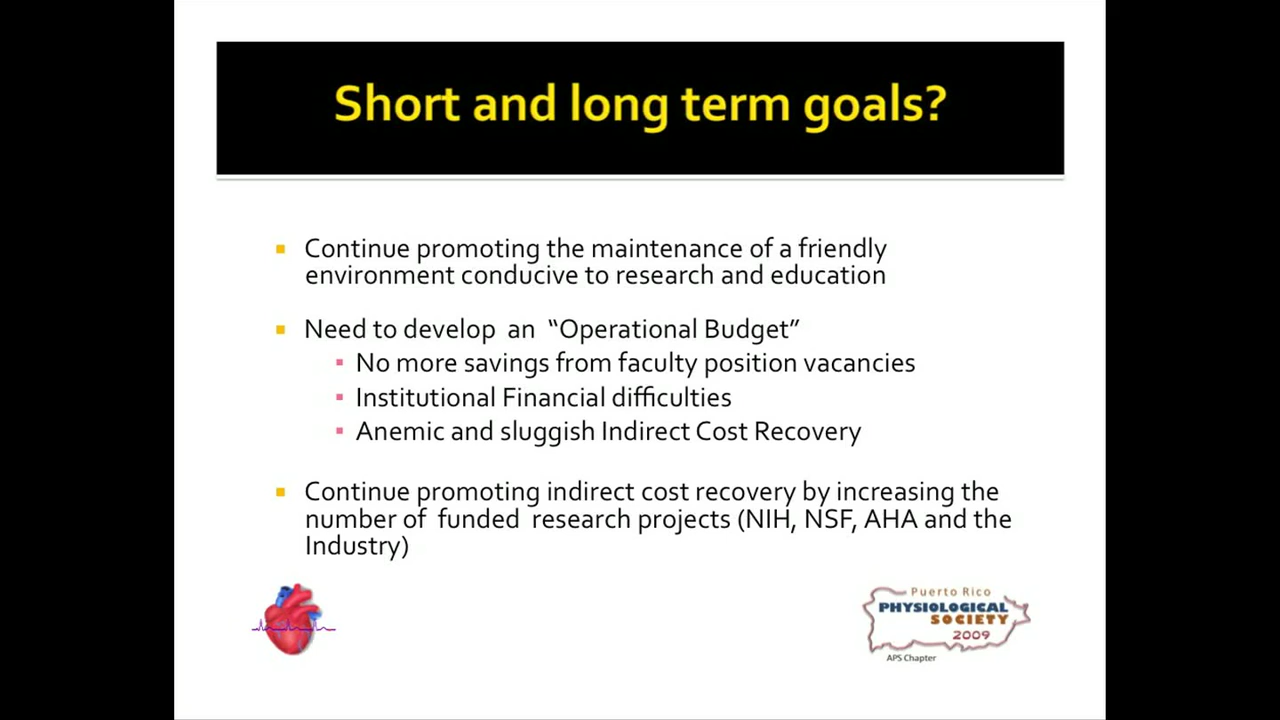 Short and long term goals?
Continue promoting the maintenance of a friendly
environment conducive to research and education
Need to develop an “Operational Budget”
No more savings from faculty position vacancies
Institutional Financial difficulties
Anemic and sluggish Indirect Cost Recovery
Continue promoting indirect cost recovery by increasing the
number of funded research projects (NIH, NSF, AHA and the
Industry)
Puerto Rico
PHYSIOLOGICAL
SOCIETY
2009
APS Chapter